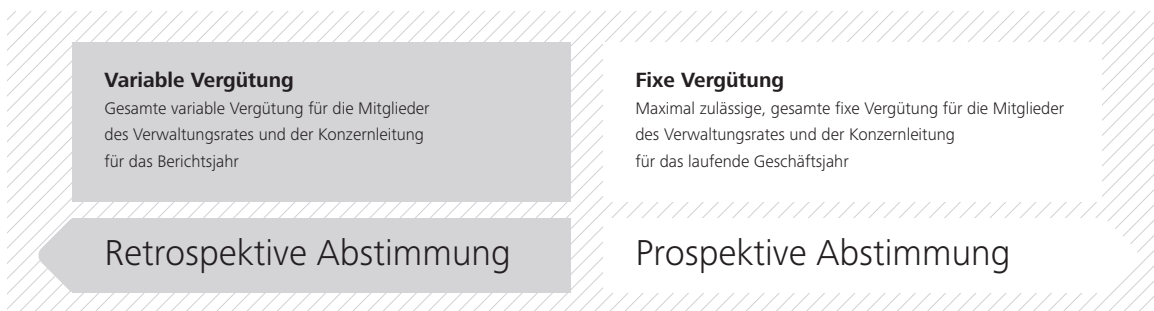 Variable Vergütung
Gesamte variable Vergütung für die Mitglieder
des Verwaltungsrates und der Konzernleitung
für das Berichtsjahr
Retrospektive Abstimmung
Fixe Vergütung
Maximal zulässige, gesamte fixe Vergütung für die Mitglieder
des Verwaltungsrates und der Konzernleitung
für das laufende Geschäftsjahr
Prospektive Abstimmung